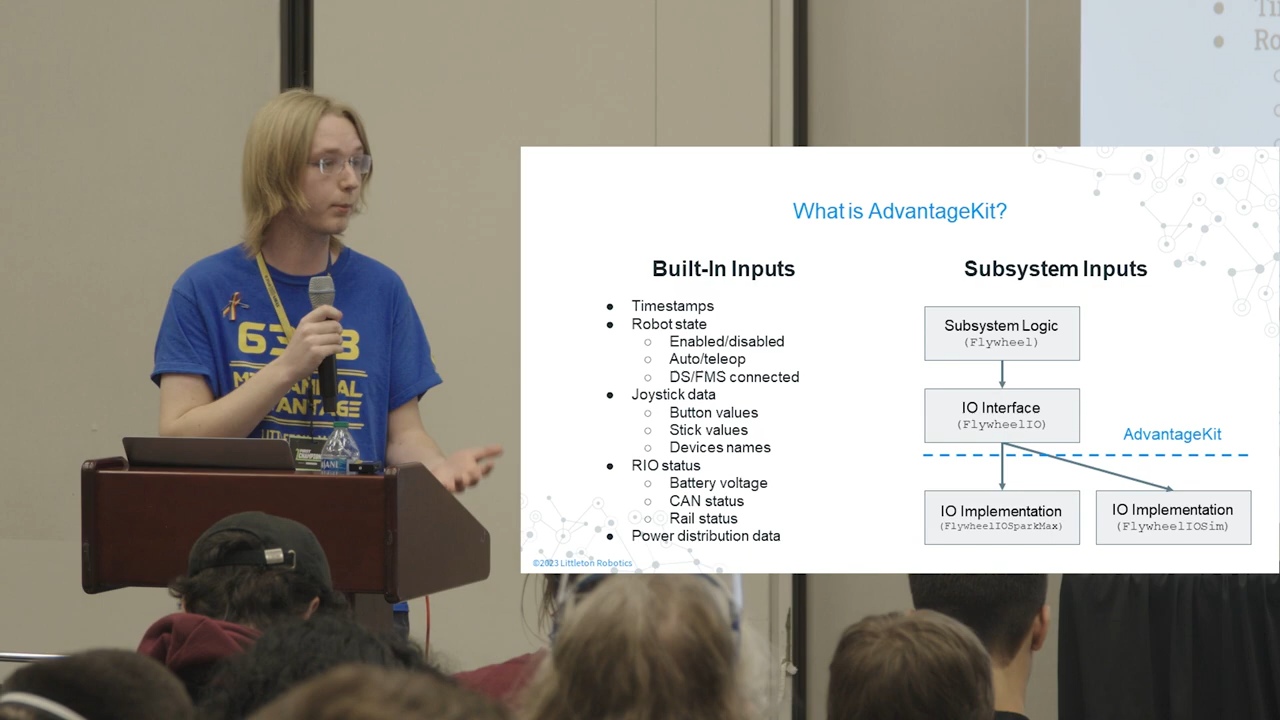 What is AdvantageKit?
Built-In Inputs
● Timestamps
● Robot state
○ Enabled/disabled
○ Auto/teleop
○ DS/FMS connected
● Joystick data
○ Button values
○ Stick values
○ Devices names
● RIO status
○ Battery voltage
○ CAN status
○ Rail status
● Power distribution data
©2023 Littleton Robotics
Subsystem Inputs
Subsystem Logic
(Flywheel)
IO Interface
(FlywheelIO)
AdvantageKit
IO Implementation
(FlywheelIOSparkMax)
IO Implementation
(FlywheelIOSim)